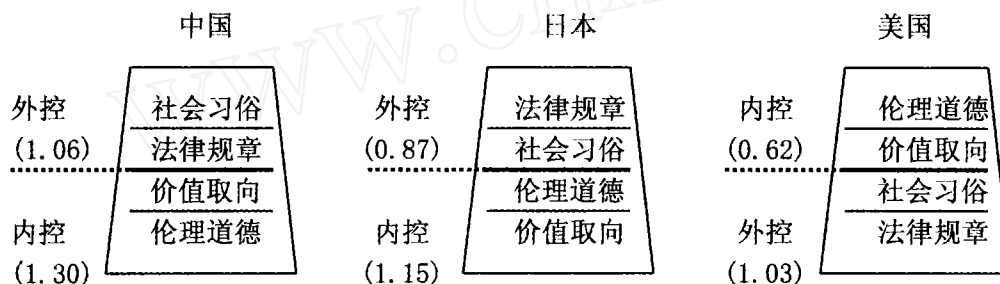 中国
外控
(1.06)
社会习俗
法律规章
价值取向
伦理道德
内控
(1.30)
日本
外控
(0.87)
法律规章
社会习俗
伦理道德
价值取向
内控
(1.15)
美国
内控
(0.62)
伦理道德
价值取向
社会习俗
法律规章
外控
(1.03)